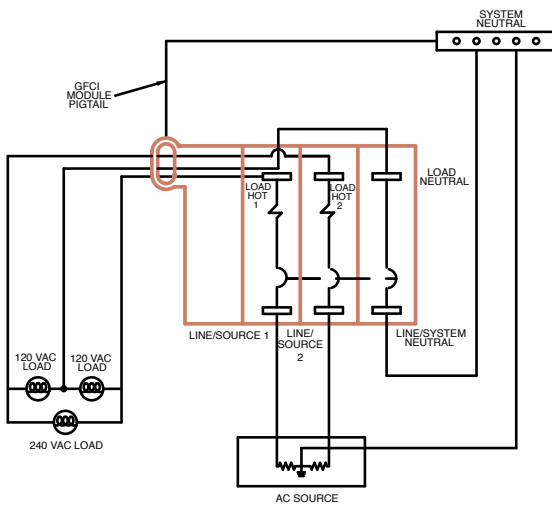 SYSTEM
NEUTRAL
GFCI
MODULE
PIGTAIL
LOAD
HOT
1
LOAD
HOT
2
LOAD
NEUTRAL
LINE/SOURCE 1
LINE/
SOURCE
2
LINE/SYSTEM
NEUTRAL
120 VAC
LOAD
120 VAC
LOAD
240 VAC LOAD
AC SOURCE